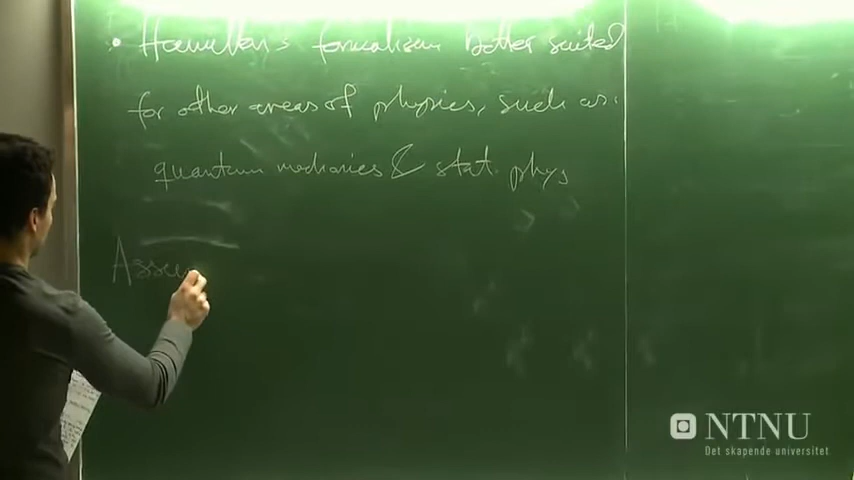 • Hamilton's formalism better suited
for other areas of physics, such as:
quantum mechanics & stat. phys
Assu
NTNU
Det skapende universitet